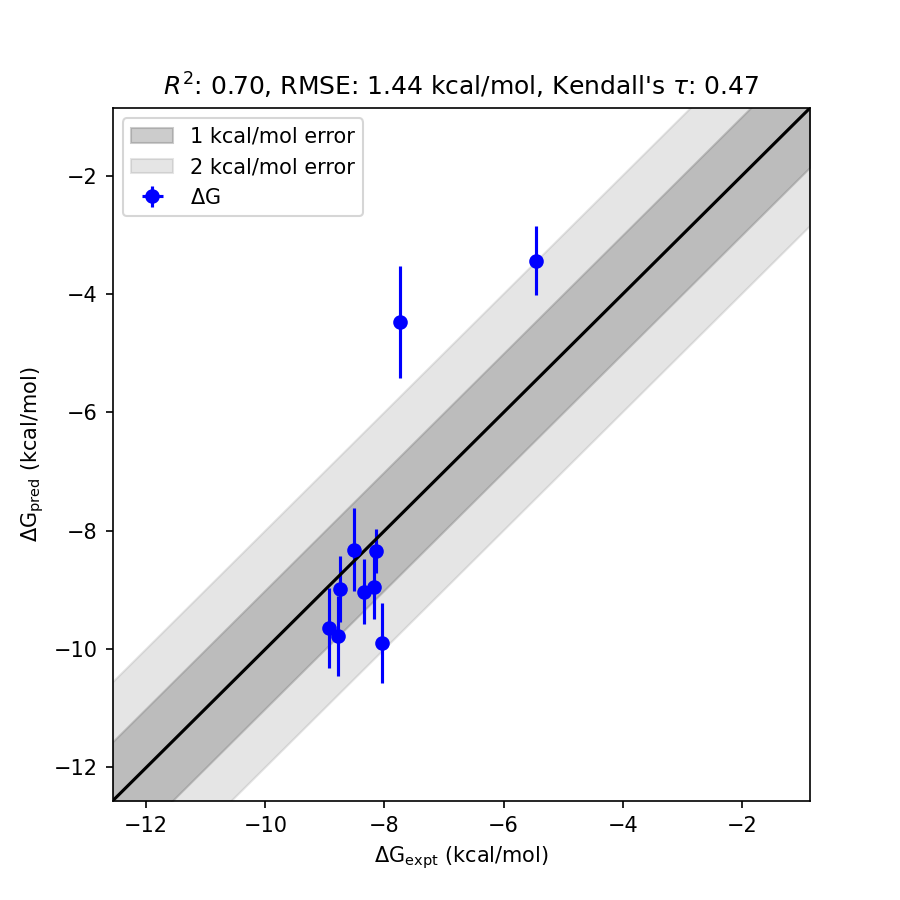 R²: 0.70, RMSE: 1.44 kcal/mol, Kendall's τ: 0.47
1 kcal/mol error
2 kcal/mol error
ΔG
−2
−4
−6
−8
−10
−12
ΔGpred (kcal/mol)
−12 −10 −8 −6 −4 −2
ΔGexpt (kcal/mol)